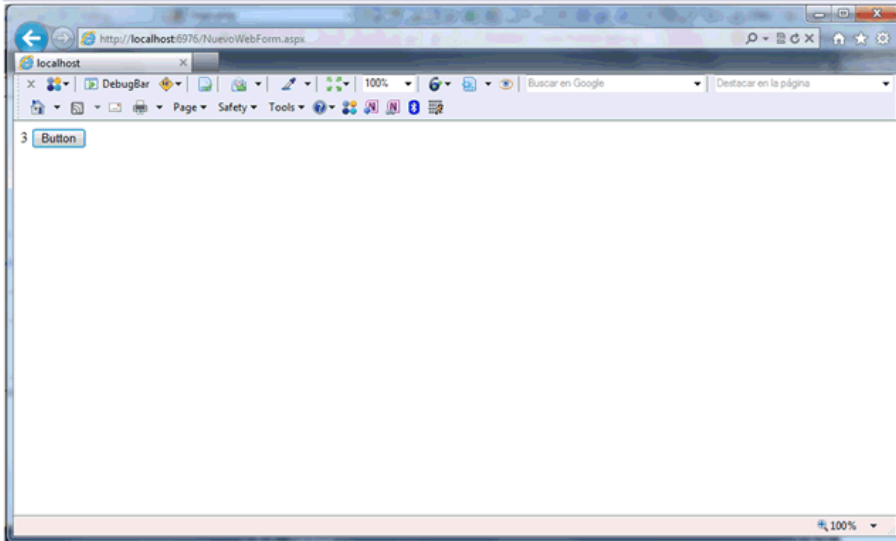 http://localhost:6976/NuevoWebForm.aspx
localhost
DebugBar 100% Buscar en Google Destacar en la página
Page Safety Tools
3 Button
100%